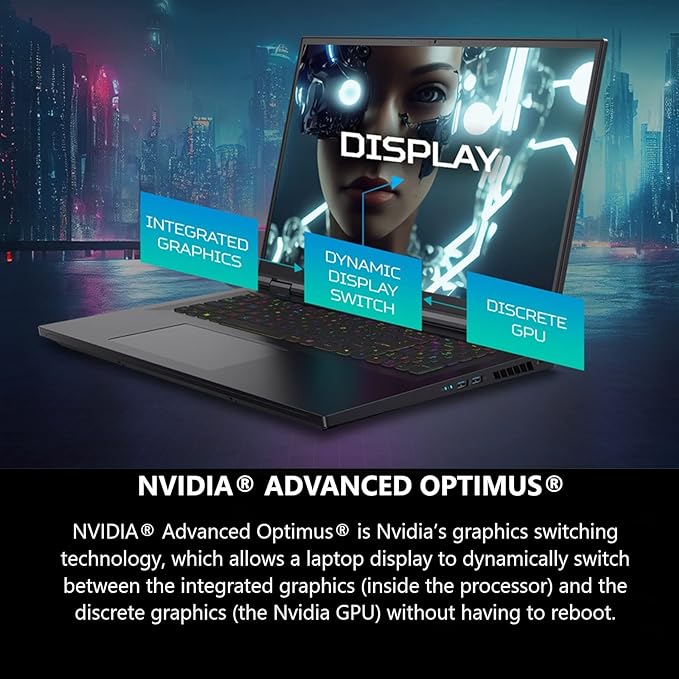 DISPLAY
INTEGRATED
GRAPHICS
DYNAMIC
DISPLAY
SWITCH
DISCRETE
GPU
NVIDIA® ADVANCED OPTIMUS®
NVIDIA® Advanced Optimus® is Nvidia’s graphics switching
technology, which allows a laptop display to dynamically switch
between the integrated graphics (inside the processor) and the
discrete graphics (the Nvidia GPU) without having to reboot.